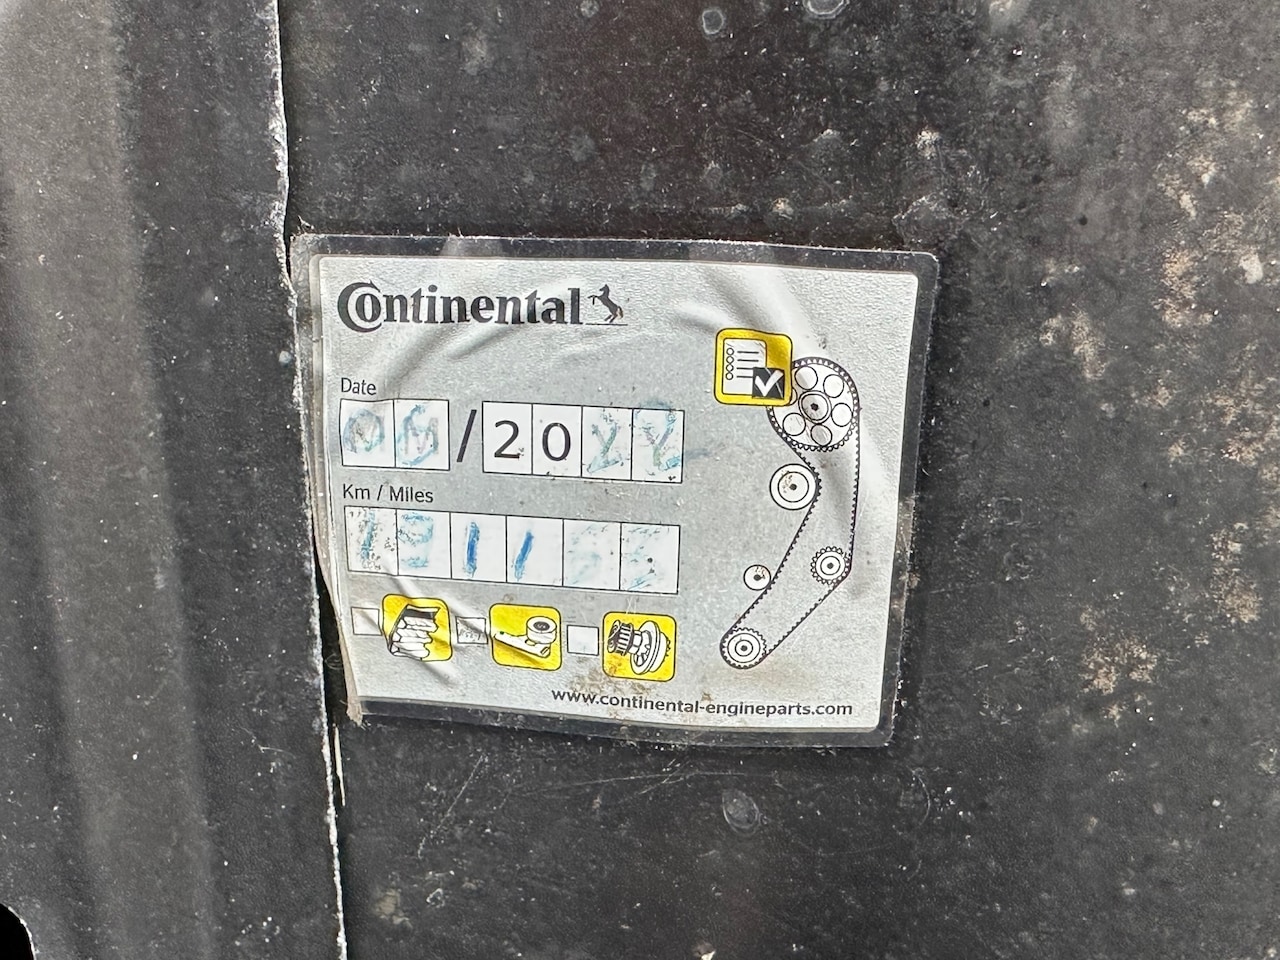 Continental
Date
/20
Km / Miles
www.continental-engineparts.com